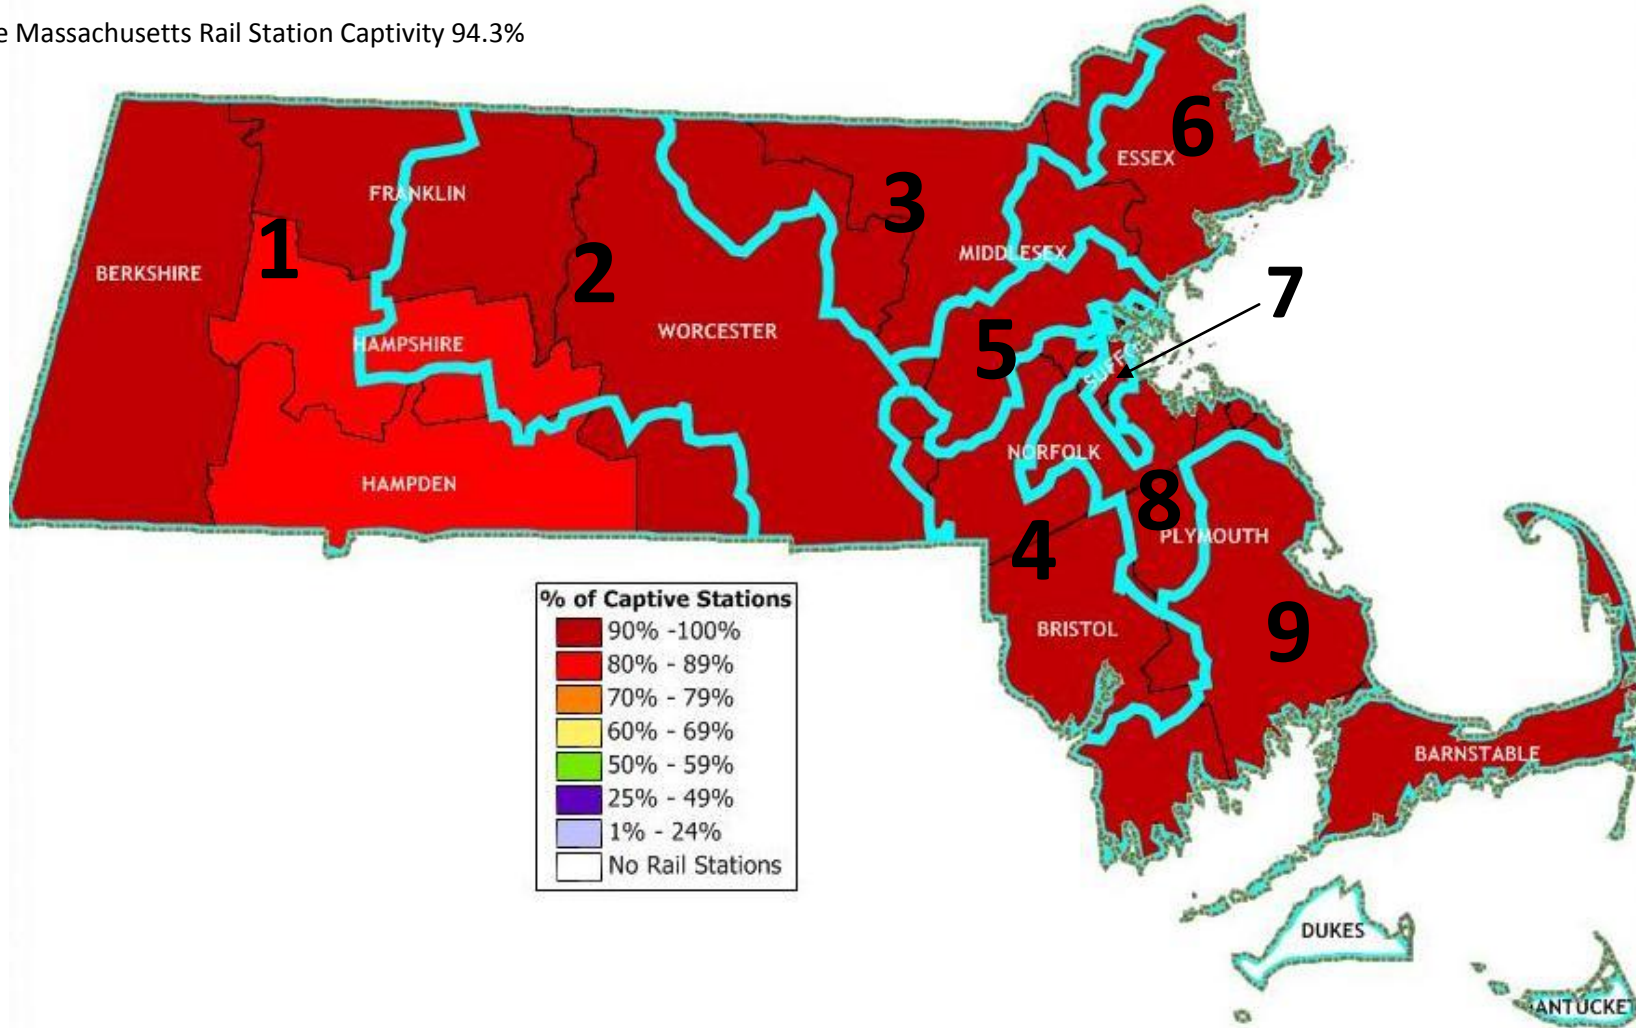 e Massachusetts Rail Station Captivity 94.3%
6
ESSEX
3
FRANKLIN
1
2
MIDDLESEX
BERKSHIRE
7
WORCESTER
HAMPSHIRE
5
SUFFO
NORFOLK
HAMPDEN
8
PLYMOUTH
4
% of Captive Stations
90% -100%
80% - 89%
70% - 79%
60% - 69%
50% - 59%
25% - 49%
1% - 24%
No Rail Stations
BRISTOL
9
BARNSTABLE
DUKES
ANTUCKET